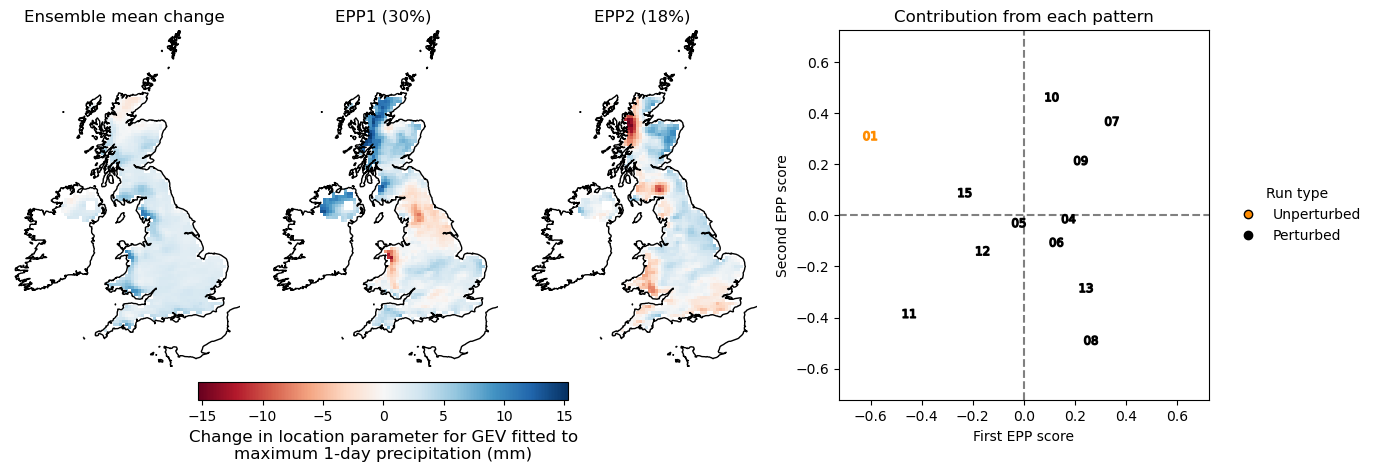 Ensemble mean change
EPP1 (30%)
EPP2 (18%)
Contribution from each pattern
−15 −10 −5 0 5 10 15
Change in location parameter for GEV fitted to
maximum 1-day precipitation (mm)
Second EPP score
0.6
0.4
0.2
0.0
−0.2
−0.4
−0.6
10
07
01
09
15
04
05
06
12
13
11
08
−0.6 −0.4 −0.2 0.0 0.2 0.4 0.6
First EPP score
Run type
Unperturbed
Perturbed